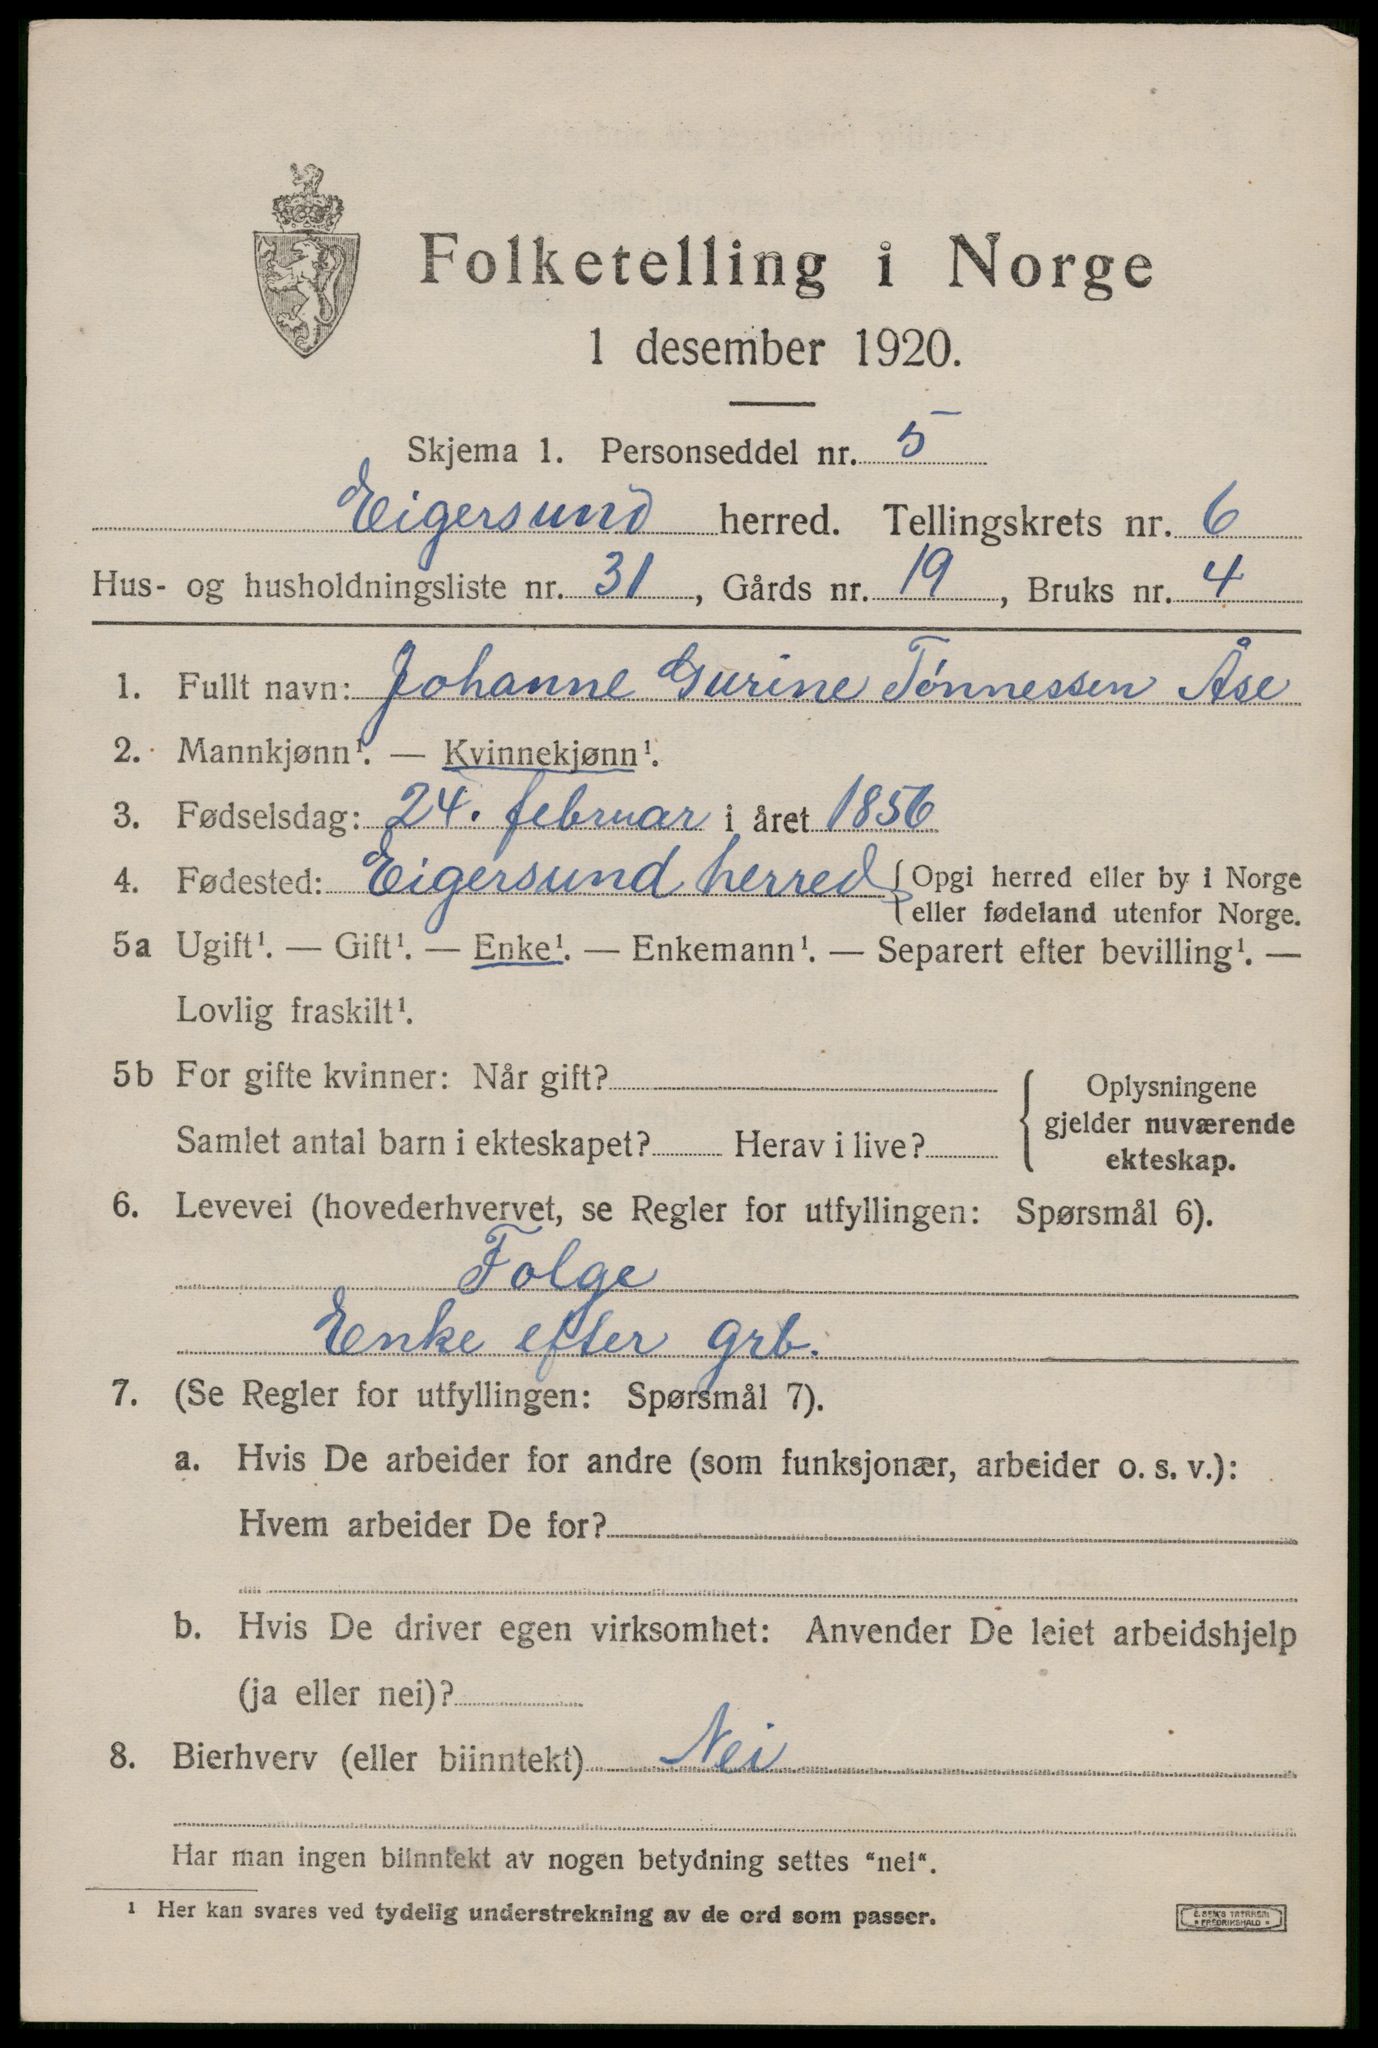 Folketelling i Norge
1 desember 1920.
Skjema 1. Personseddel nr. 5
Eigersund herred. Tellingskrets nr. 6
Hus- og husholdningsliste nr. 31, Gårds nr. 19, Bruks nr. 4
1. Fullt navn: Johanne Gurine Tønnessen Åse
2. Mannkjønn¹. — Kvinnekjønn¹.
3. Fødselsdag: 24. februar i året 1856
4. Fødested: Eigersund herred { Opgi herred eller by i Norge
eller fødeland utenfor Norge.
5a Ugift¹. — Gift¹. — Enke¹. — Enkemann¹. — Separert efter bevilling¹. —
Lovlig fraskilt¹.
5b For gifte kvinner: Når gift?
Samlet antal barn i ekteskapet? Herav i live?
{ Oplysningene
gjelder nuværende
ekteskap.
6. Levevei (hovederhvervet, se Regler for utfyllingen: Spørsmål 6).
Folge
Enke efter grb.
7. (Se Regler for utfyllingen: Spørsmål 7).
a. Hvis De arbeider for andre (som funksjonær, arbeider o. s. v.):
Hvem arbeider De for?
b. Hvis De driver egen virksomhet: Anvender De leiet arbeidshjelp
(ja eller nei)?
8. Bierhverv (eller biinntekt) Nei
Har man ingen biinntekt av nogen betydning settes "nei".
¹ Her kan svares ved tydelig understrekning av de ord som passer.
FREDRIKSHALD